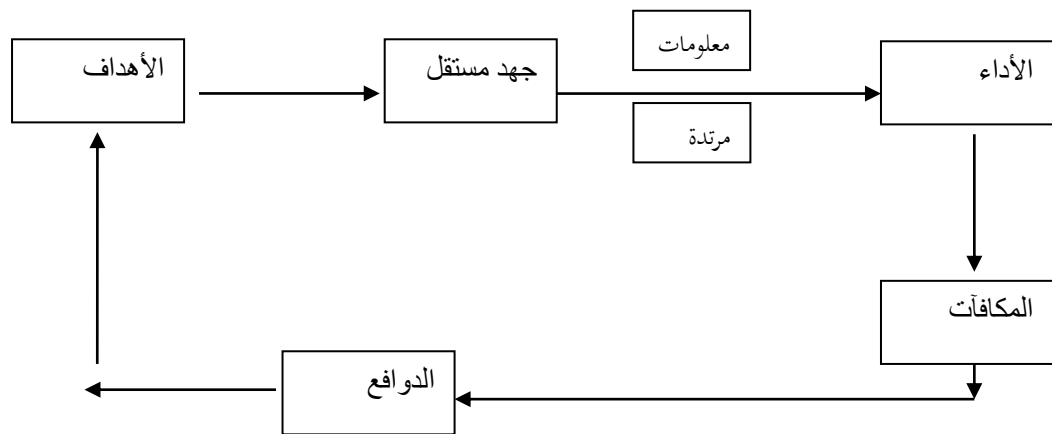 معلومات
الأهداف
جهد مستقل
الأداء
مرتدة
المكافآت
الدوافع